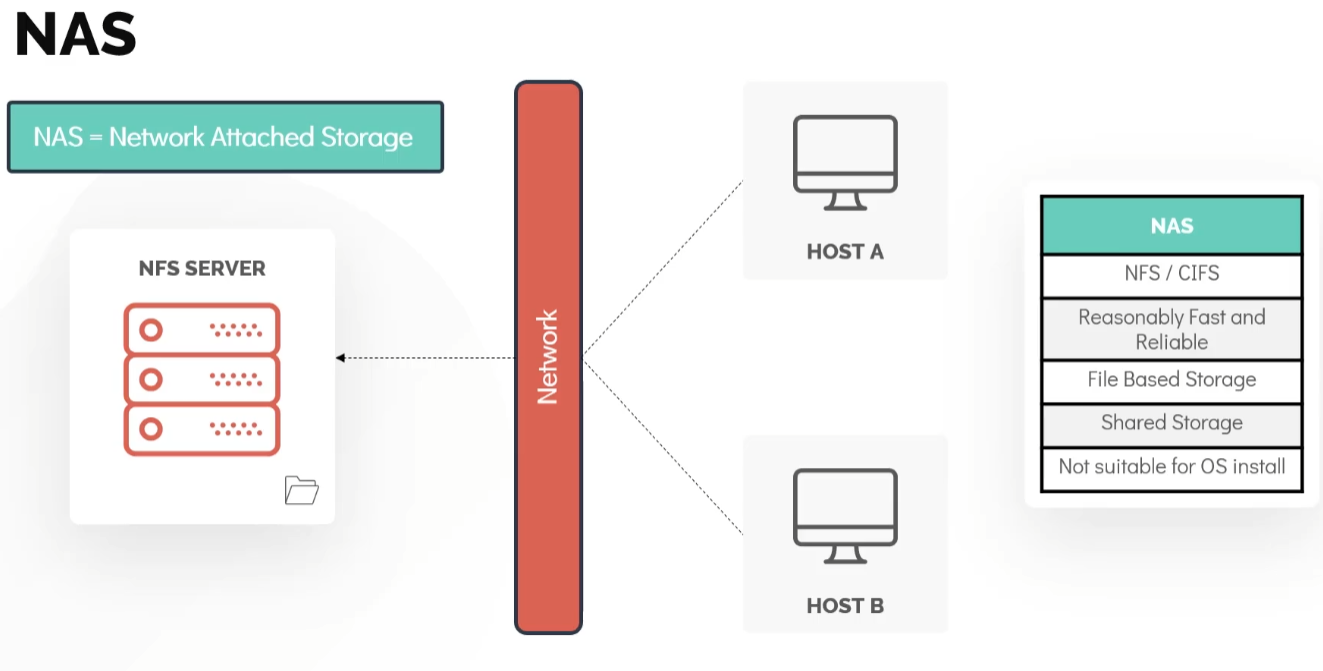 NAS
NAS = Network Attached Storage
NFS SERVER
Network
HOST A
HOST B
NAS
NFS / CIFS
Reasonably Fast and
Reliable
File Based Storage
Shared Storage
Not suitable for OS install